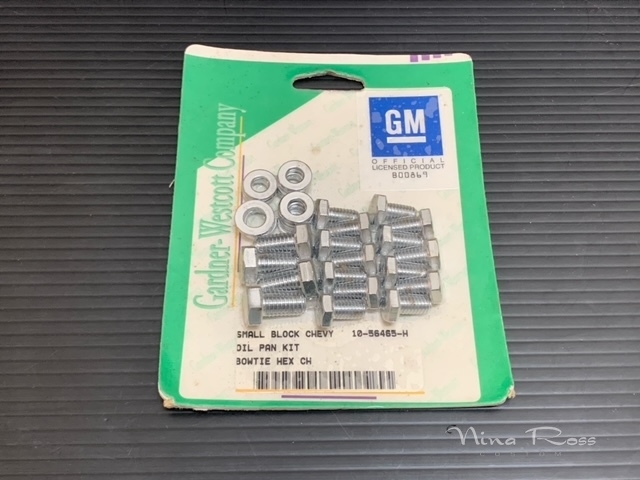 Gardner-Westcott Company
GM
OFFICIAL
LICENSED PRODUCT
800869
SMALL BLOCK CHEVY 10-56465-H
OIL PAN KIT
BOWTIE HEX CH
Nina Ross